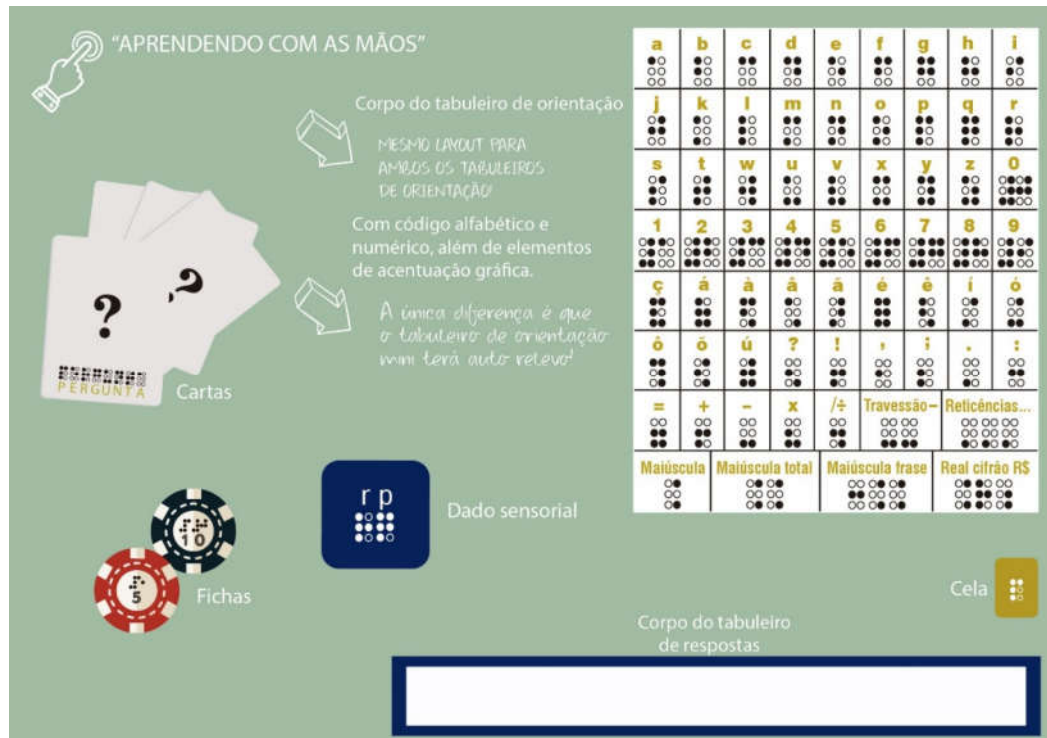 “APRENDENDO COM AS MÃOS”
Corpo do tabuleiro de orientação
MESMO LAYOUT PARA
AMBOS OS TABULEIROS
DE ORIENTAÇÃO!
Com código alfabético e
numérico, além de elementos
de acentuação gráfica.
A única diferença é que
o tabuleiro de orientação
mini terá auto relevo!
?
?
PERGUNTA
Cartas
a b c d e f g h i
j k l m n o p q r
s t w u v x y z 0
1 2 3 4 5 6 7 8 9
ç á à â ã é ê í ó
ô õ ú ? ! , ; . :
= + - x /÷ Travessão– Reticências...
Maiúscula Maiúscula total Maiúscula frase Real cifrão R$
r p
Dado sensorial
10
5
Fichas
Cela
Corpo do tabuleiro
de respostas